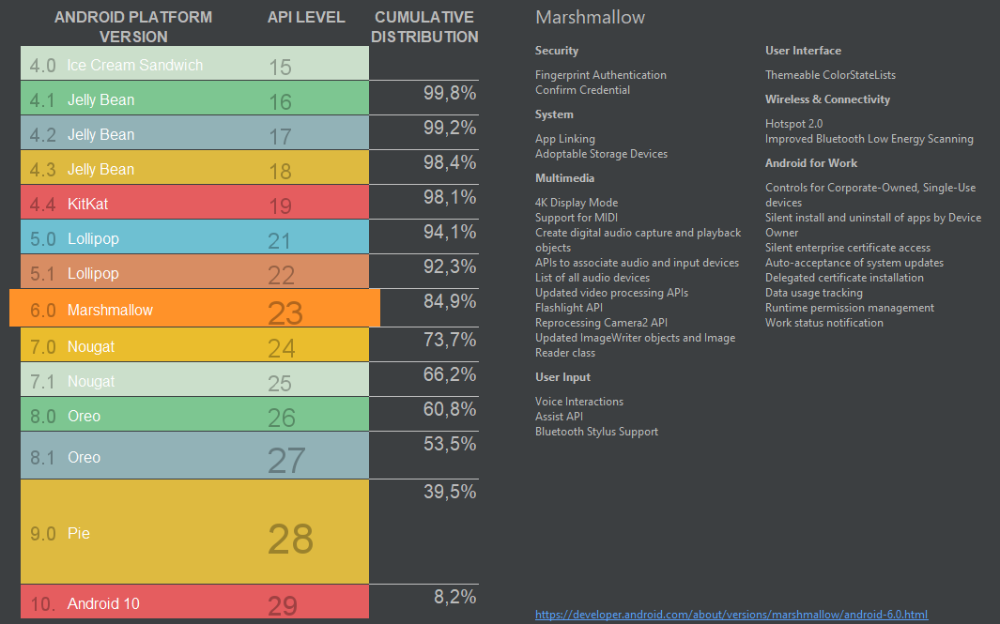 ANDROID PLATFORM
VERSION
API LEVEL
CUMULATIVE
DISTRIBUTION
4.0 Ice Cream Sandwich 15
99,8%
4.1 Jelly Bean 16
99,2%
4.2 Jelly Bean 17
98,4%
4.3 Jelly Bean 18
98,1%
4.4 KitKat 19
94,1%
5.0 Lollipop 21
92,3%
5.1 Lollipop 22
84,9%
6.0 Marshmallow 23
73,7%
7.0 Nougat 24
66,2%
7.1 Nougat 25
60,8%
8.0 Oreo 26
53,5%
8.1 Oreo 27
39,5%
9.0 Pie 28
8,2%
10. Android 10 29
Marshmallow
Security
Fingerprint Authentication
Confirm Credential
System
App Linking
Adoptable Storage Devices
Multimedia
4K Display Mode
Support for MIDI
Create digital audio capture and playback
objects
APIs to associate audio and input devices
List of all audio devices
Updated video processing APIs
Flashlight API
Reprocessing Camera2 API
Updated ImageWriter objects and Image
Reader class
User Input
Voice Interactions
Assist API
Bluetooth Stylus Support
User Interface
Themeable ColorStateLists
Wireless & Connectivity
Hotspot 2.0
Improved Bluetooth Low Energy Scanning
Android for Work
Controls for Corporate-Owned, Single-Use
devices
Silent install and uninstall of apps by Device
Owner
Silent enterprise certificate access
Auto-acceptance of system updates
Delegated certificate installation
Data usage tracking
Runtime permission management
Work status notification
https://developer.android.com/about/versions/marshmallow/android-6.0.html